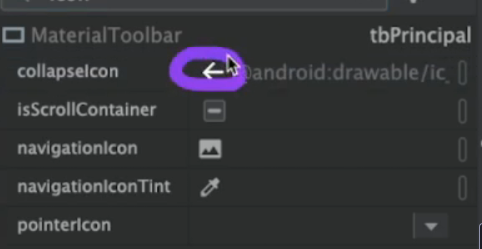 MaterialToolbar tbPrincipal
collapseIcon @android:drawable/ic_
isScrollContainer
navigationIcon
navigationIconTint
pointerIcon